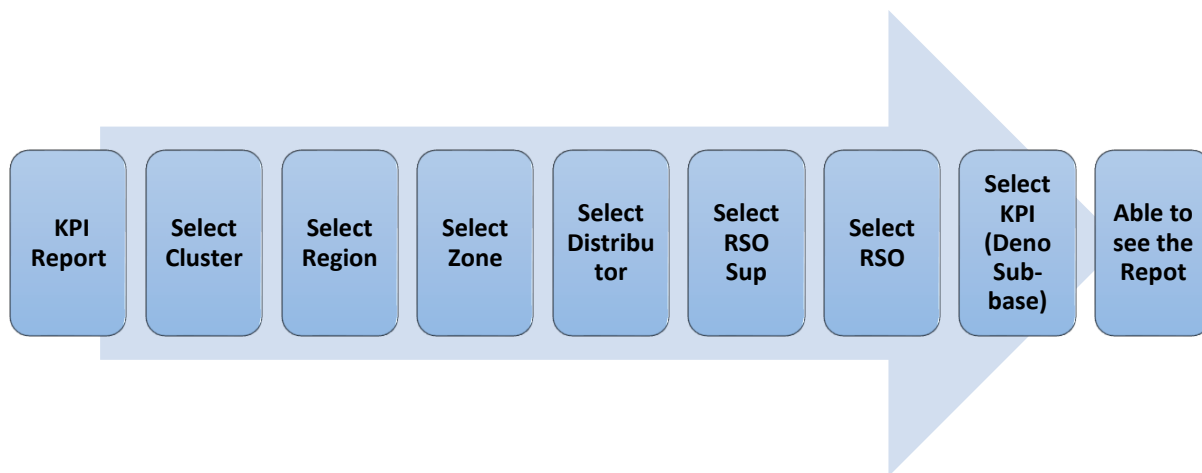 KPI
Report
Select
Cluster
Select
Region
Select
Zone
Select
Distribu
tor
Select
RSO
Sup
Select
RSO
Select
KPI
(Deno
Sub-
base)
Able to
see the
Repot